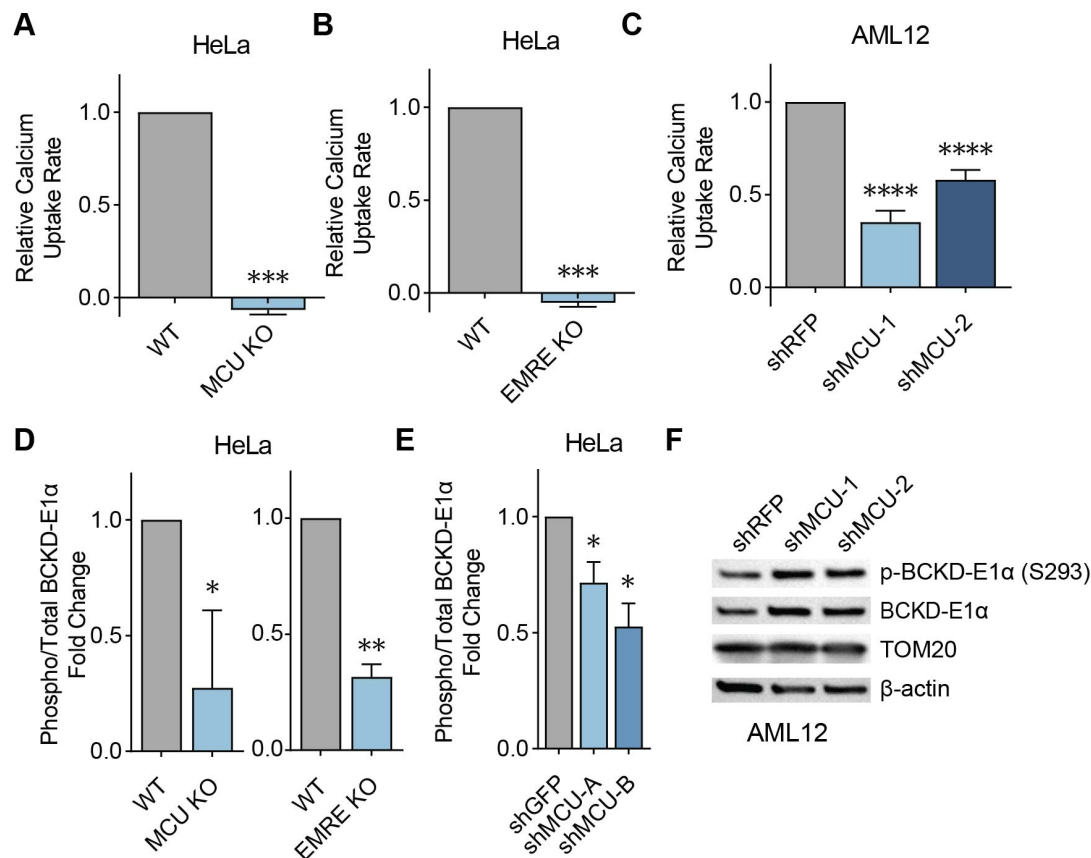 A
HeLa
Relative Calcium
Uptake Rate
1.0
0.5
0.0
***
WT
MCU KO
B
HeLa
Relative Calcium
Uptake Rate
1.0
0.5
0.0
***
WT
EMRE KO
C
AML12
Relative Calcium
Uptake Rate
1.0
0.5
0.0
****
****
shRFP
shMCU-1
shMCU-2
D
HeLa
Phospho/Total BCKD-E1α
Fold Change
1.0
0.5
0.0
*
WT
MCU KO
1.0
0.5
0.0
**
WT
EMRE KO
E
HeLa
Phospho/Total BCKD-E1α
Fold Change
1.0
0.5
0.0
*
*
shGFP
shMCU-A
shMCU-B
F
shRFP
shMCU-1
shMCU-2
p-BCKD-E1α (S293)
BCKD-E1α
TOM20
β-actin
AML12